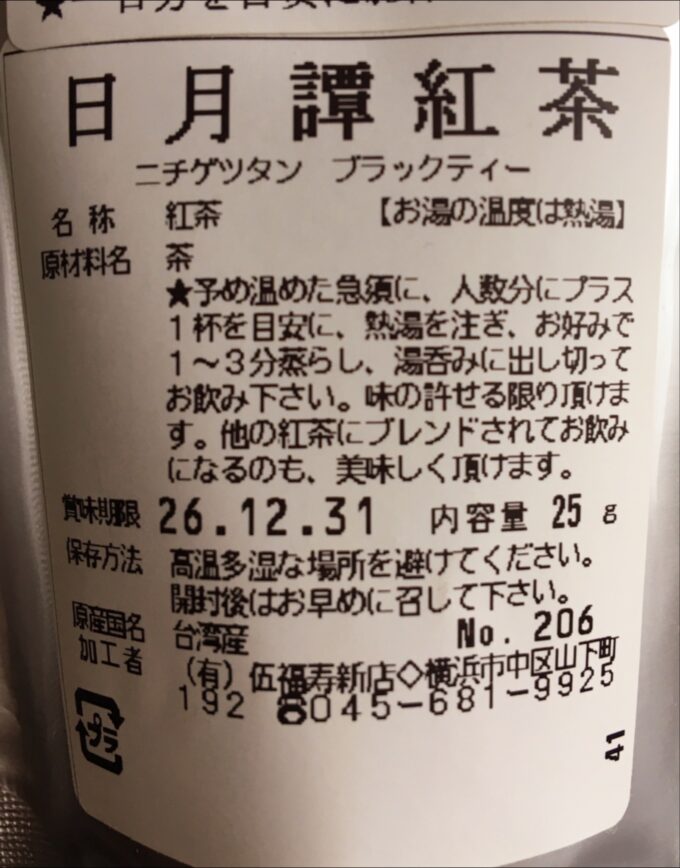 日月譚紅茶
ニチゲツタン ブラックティー
名称 紅茶 【お湯の温度は熱湯】
原材料名 茶
★予め温めた急須に、人数分にプラス
1杯を目安に、熱湯を注ぎ、お好みで
1~3分蒸らし、湯呑みに出し切って
お飲み下さい。味の許せる限り頂けま
す。他の紅茶にブレンドされてお飲み
になるのも、美味しく頂けます。
賞味期限 26.12.31 内容量 25g
保存方法 高温多湿な場所を避けてください。
開封後はお早めに召して下さい。
原産国名 台湾産 No. 206
加工者 (有)伍福寿新店◇横浜市中区山下町
192 ☎045-681-9925
プラ
41